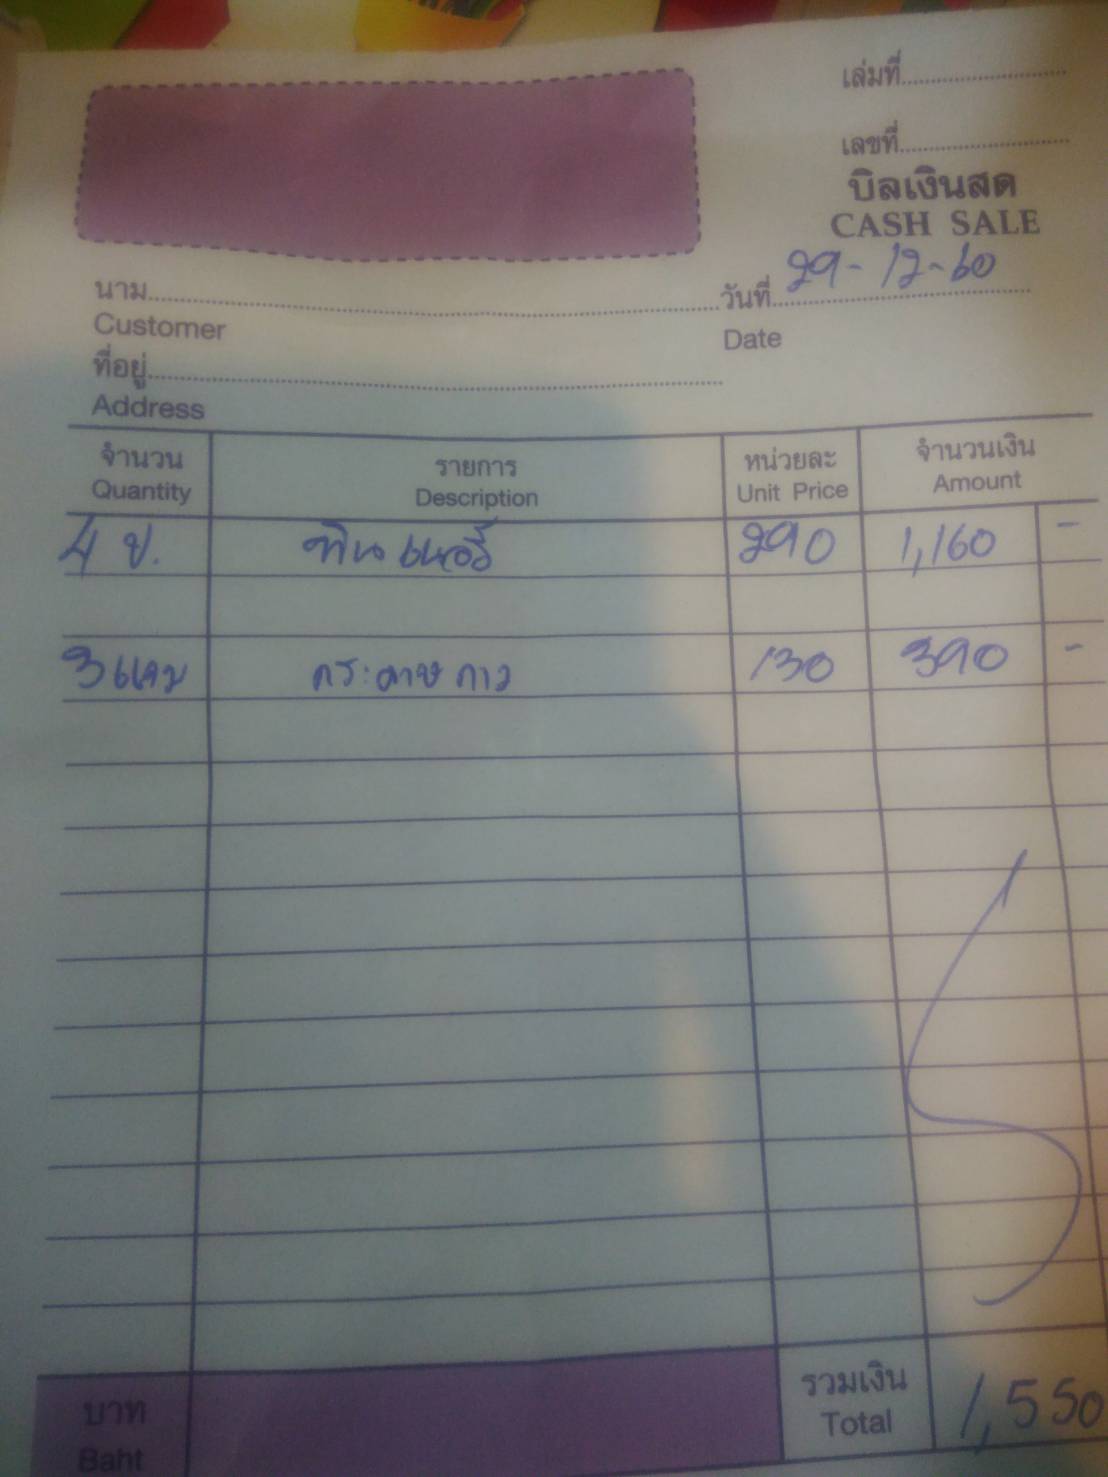 เล่มที่
เลขที่
บิลเงินสด
CASH SALE
นาม วันที่ 29-12-60
Customer Date
ที่อยู่
Address
จำนวน รายการ หน่วยละ จำนวนเงิน
Quantity Description Unit Price Amount
4 ป. ทินเนอร์ 290 1,160 -
3 แถม กระดาษกาว 130 390 -
บาท รวมเงิน 1,550
Baht Total